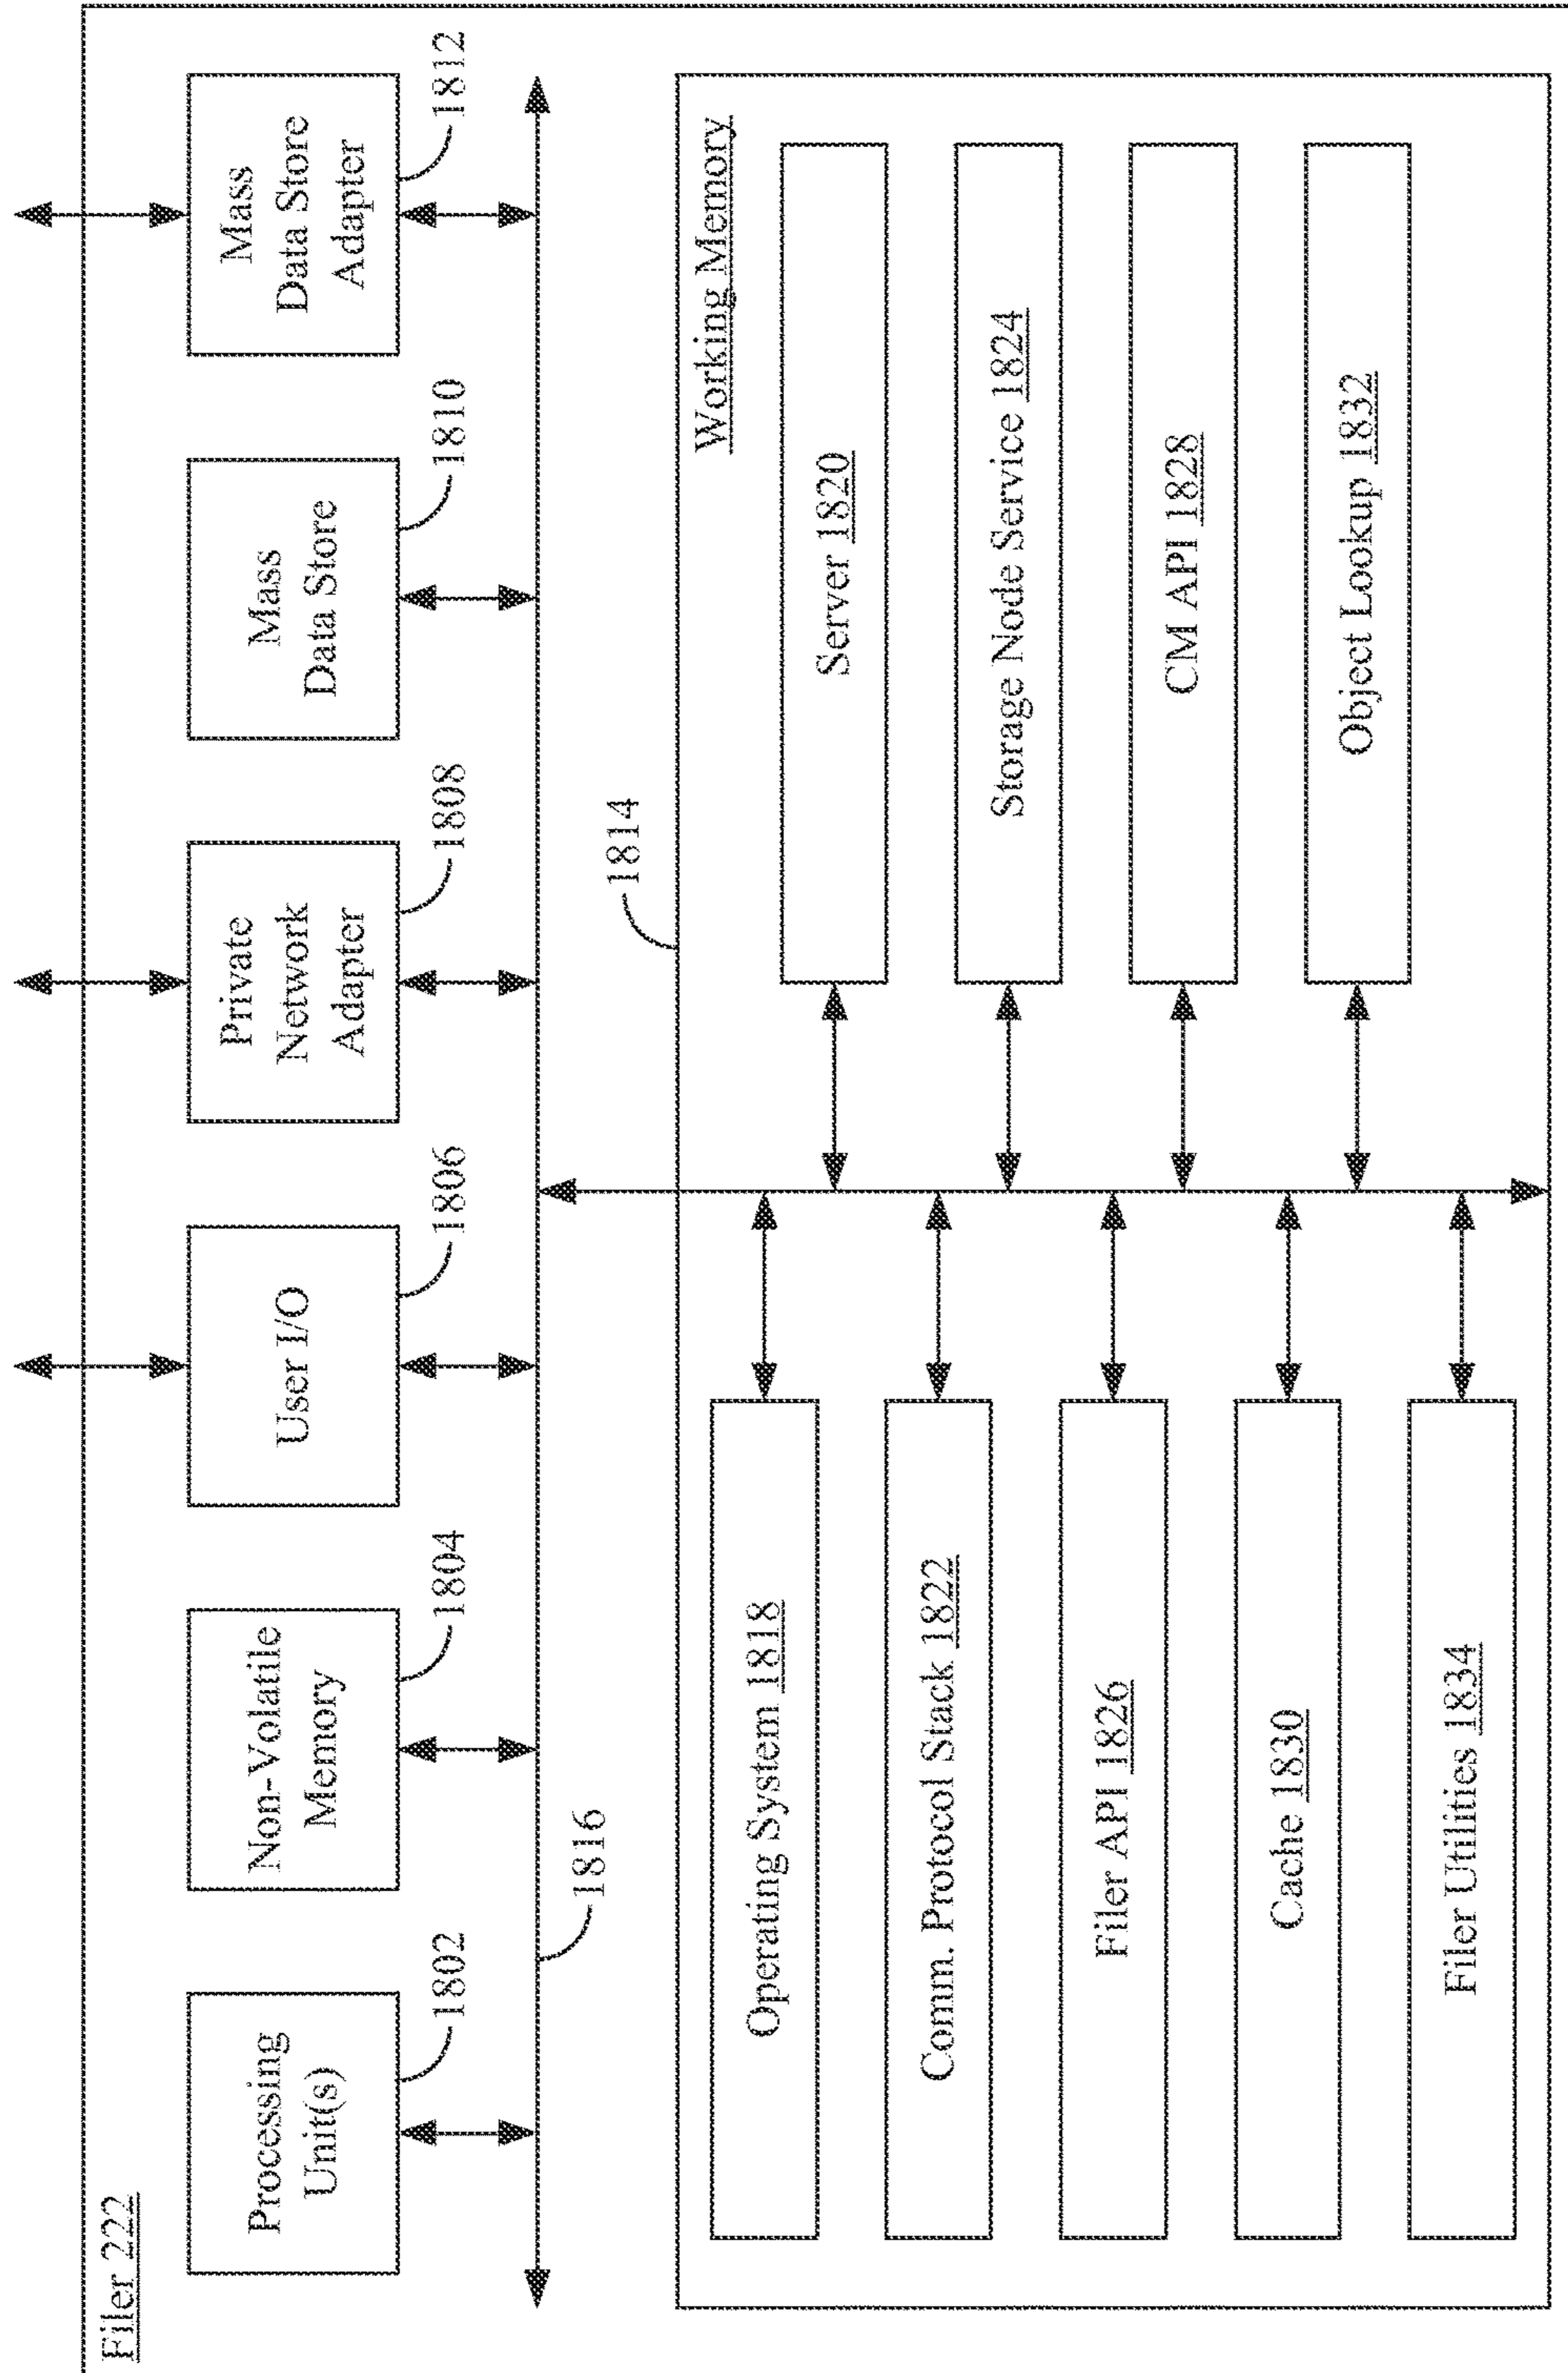 Filer 222
Processing
Unit(s)
1802
Non-Volatile
Memory
1804
User I/O
1806
Private
Network
Adapter
1808
Mass
Data Store
1810
Mass
Data Store
Adapter
1812
1816
1814
Working Memory
Operating System 1818
Server 1820
Comm. Protocol Stack 1822
Storage Node Service 1824
Filer API 1826
CM API 1828
Cache 1830
Object Lookup 1832
Filer Utilities 1834